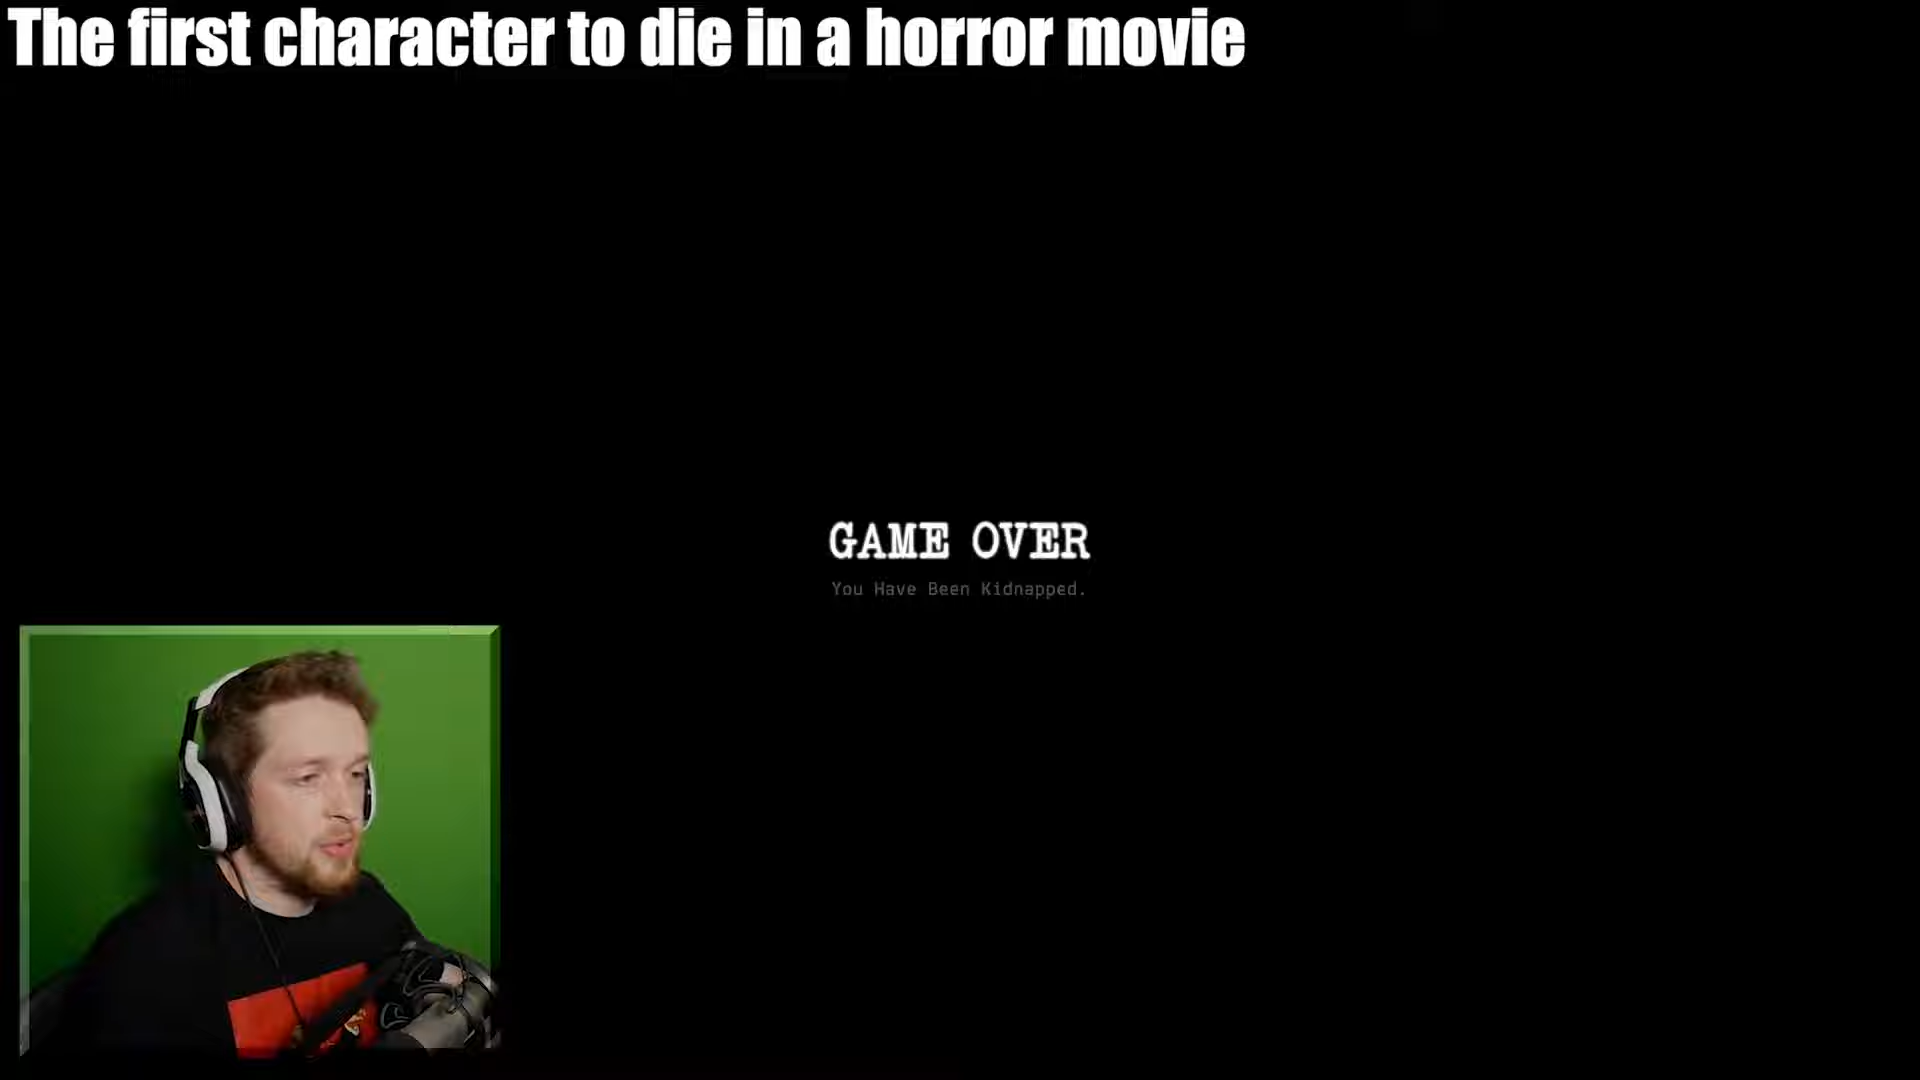 The first character to die in a horror movie
GAME OVER
You Have Been Kidnapped.